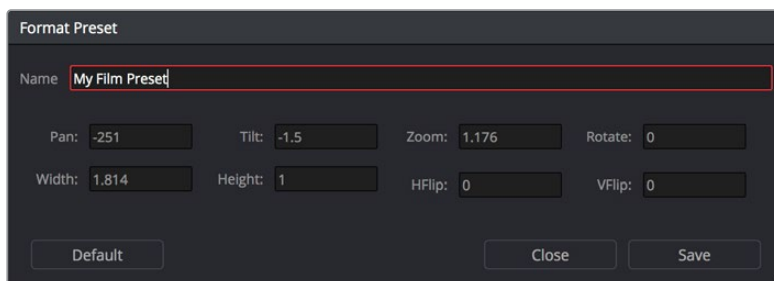 Format Preset
Name My Film Preset
Pan: -251 Tilt: -1.5 Zoom: 1.176 Rotate: 0
Width: 1.814 Height: 1 HFlip: 0 VFlip: 0
Default Close Save